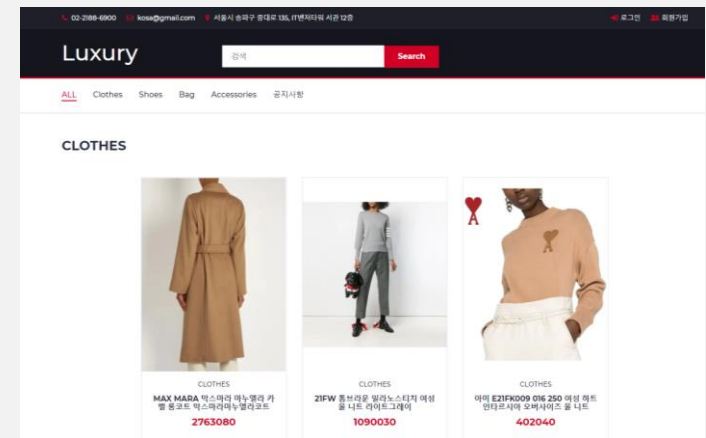 02-2188-6900 kosa@gmail.com 서울시 송파구 중대로 135, IT벤처타워 서관 12층 로그인 회원가입
Luxury 검색 Search
ALL Clothes Shoes Bag Accessories 공지사항
CLOTHES
A
CLOTHES CLOTHES CLOTHES
MAX MARA 막스마라 마누엘라 카 21FW 톰브라운 밀라노스티치 여성 아미 E21FK009 016 250 여성 하트
멜 롱코트 막스마라마누엘라코트 울 니트 라이트그레이 인타르시아 오버사이즈 울 니트
2763080 1090030 402040